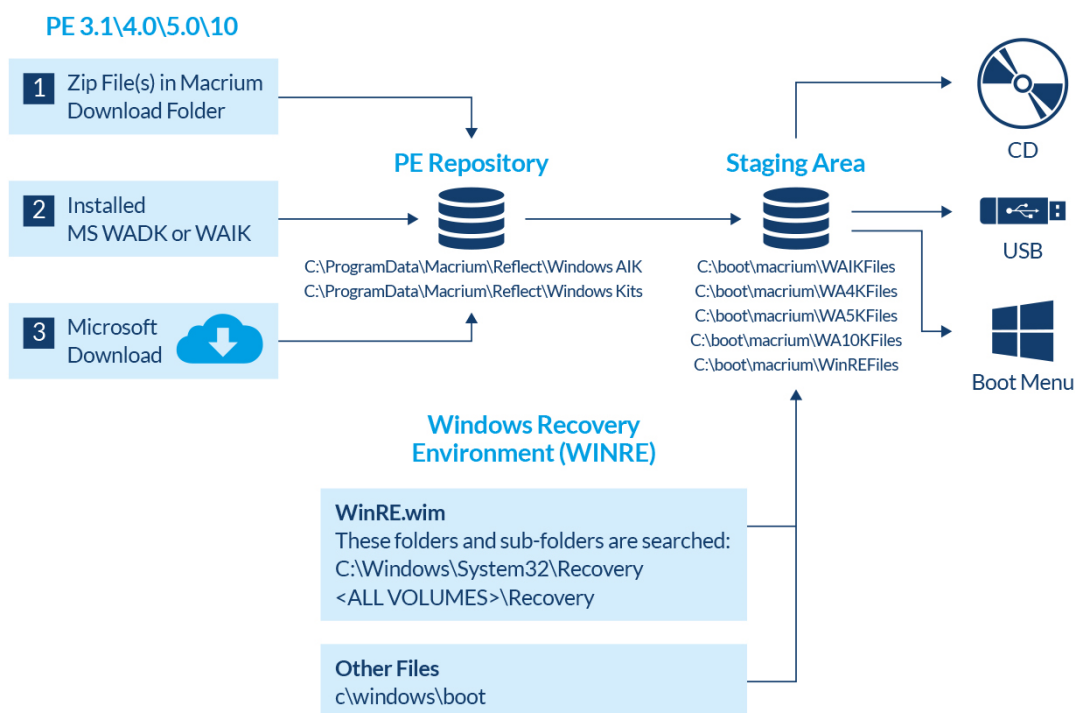 PE 3.1\4.0\5.0\10
1 Zip File(s) in Macrium
Download Folder
2 Installed
MS WADK or WAIK
3 Microsoft
Download
PE Repository
C:\ProgramData\Macrium\Reflect\Windows AIK
C:\ProgramData\Macrium\Reflect\Windows Kits
Staging Area
C:\boot\macrium\WAIKFiles
C:\boot\macrium\WA4KFiles
C:\boot\macrium\WA5KFiles
C:\boot\macrium\WA10KFiles
C:\boot\macrium\WinREFiles
CD
USB
Boot Menu
Windows Recovery
Environment (WINRE)
WinRE.wim
These folders and sub-folders are searched:
C:\Windows\System32\Recovery
<ALL VOLUMES>\Recovery
Other Files
c\windows\boot